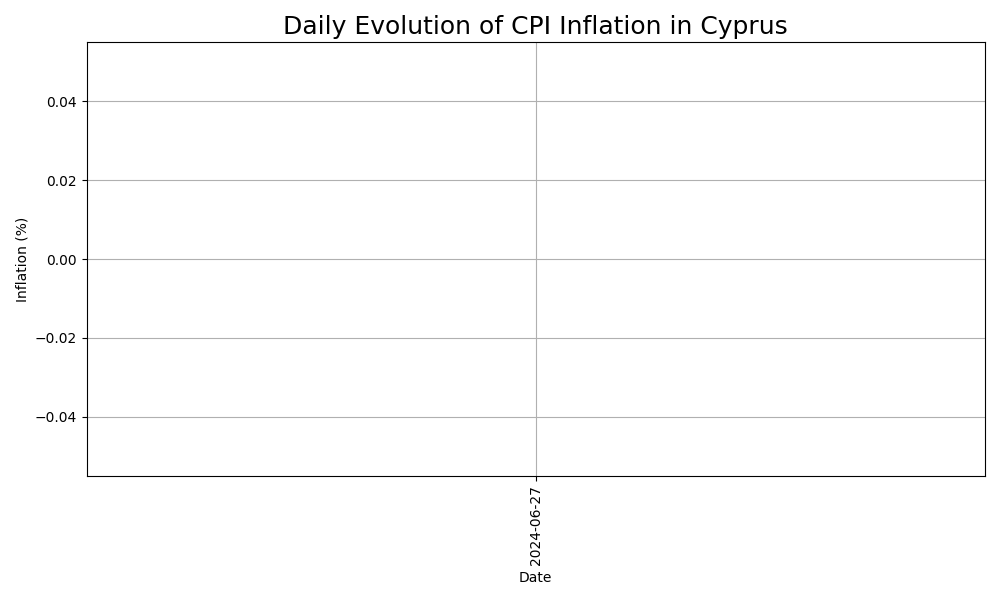 Daily Evolution of CPI Inflation in Cyprus
0.04
0.02
0.00
−0.02
−0.04
Inflation (%)
2024-06-27
Date